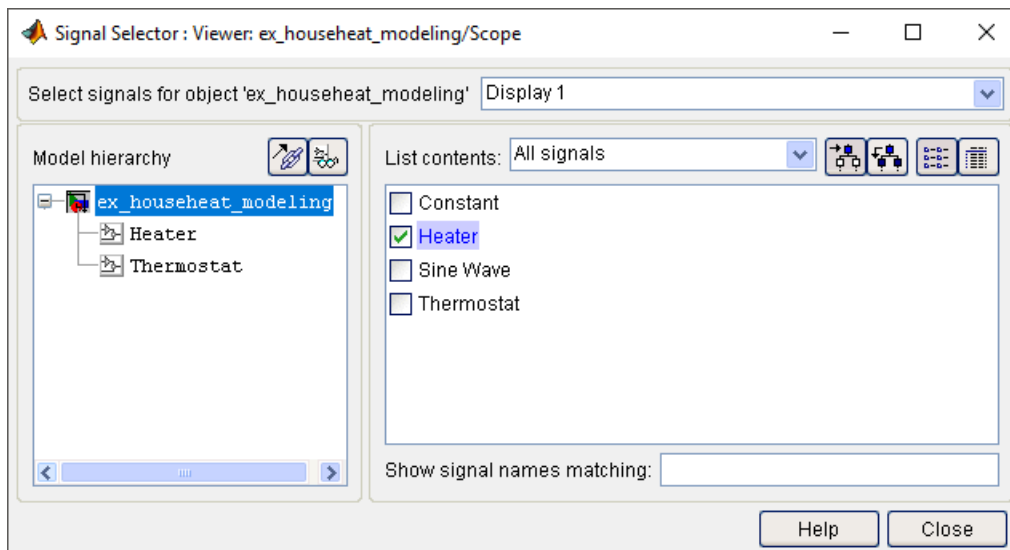 Signal Selector : Viewer: ex_househeat_modeling/Scope
Select signals for object 'ex_househeat_modeling' Display 1
Model hierarchy
ex_househeat_modeling
Heater
Thermostat
List contents: All signals
Constant
Heater
Sine Wave
Thermostat
Show signal names matching:
Help Close